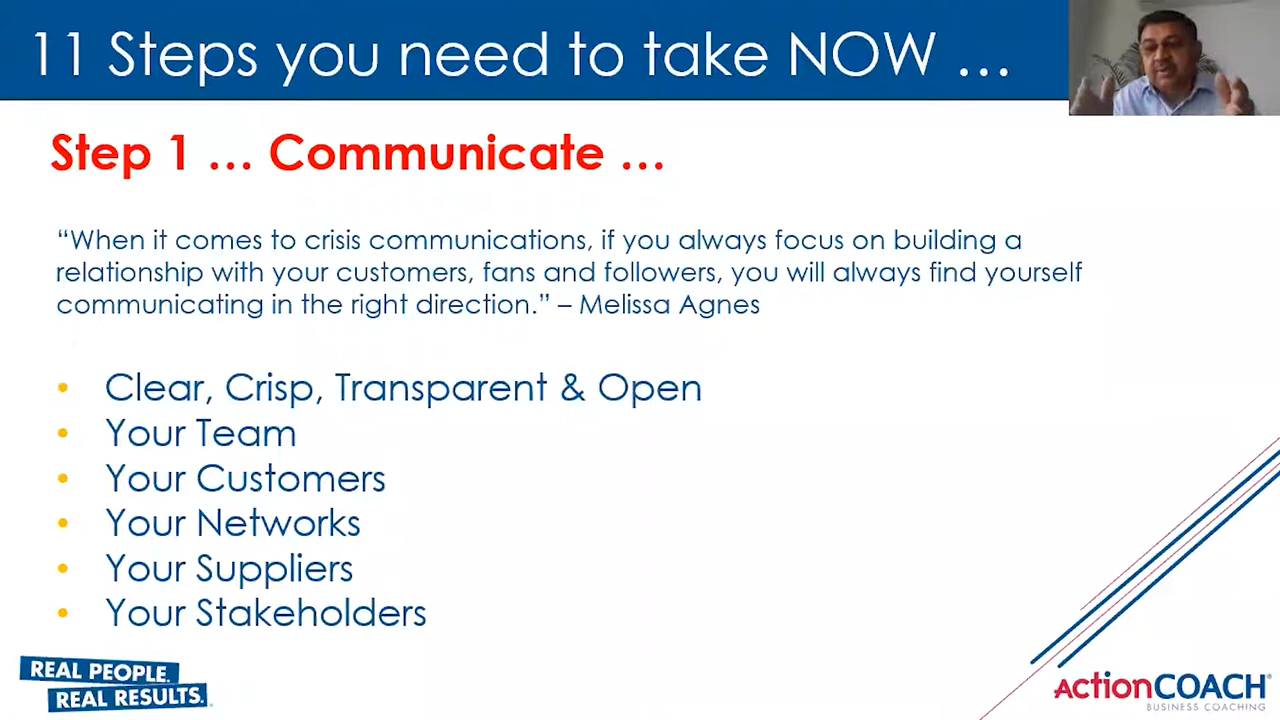 11 Steps you need to take NOW …
Step 1 … Communicate …
“When it comes to crisis communications, if you always focus on building a
relationship with your customers, fans and followers, you will always find yourself
communicating in the right direction.” – Melissa Agnes
• Clear, Crisp, Transparent & Open
• Your Team
• Your Customers
• Your Networks
• Your Suppliers
• Your Stakeholders
REAL PEOPLE.
REAL RESULTS.
ActionCOACH®
BUSINESS COACHING